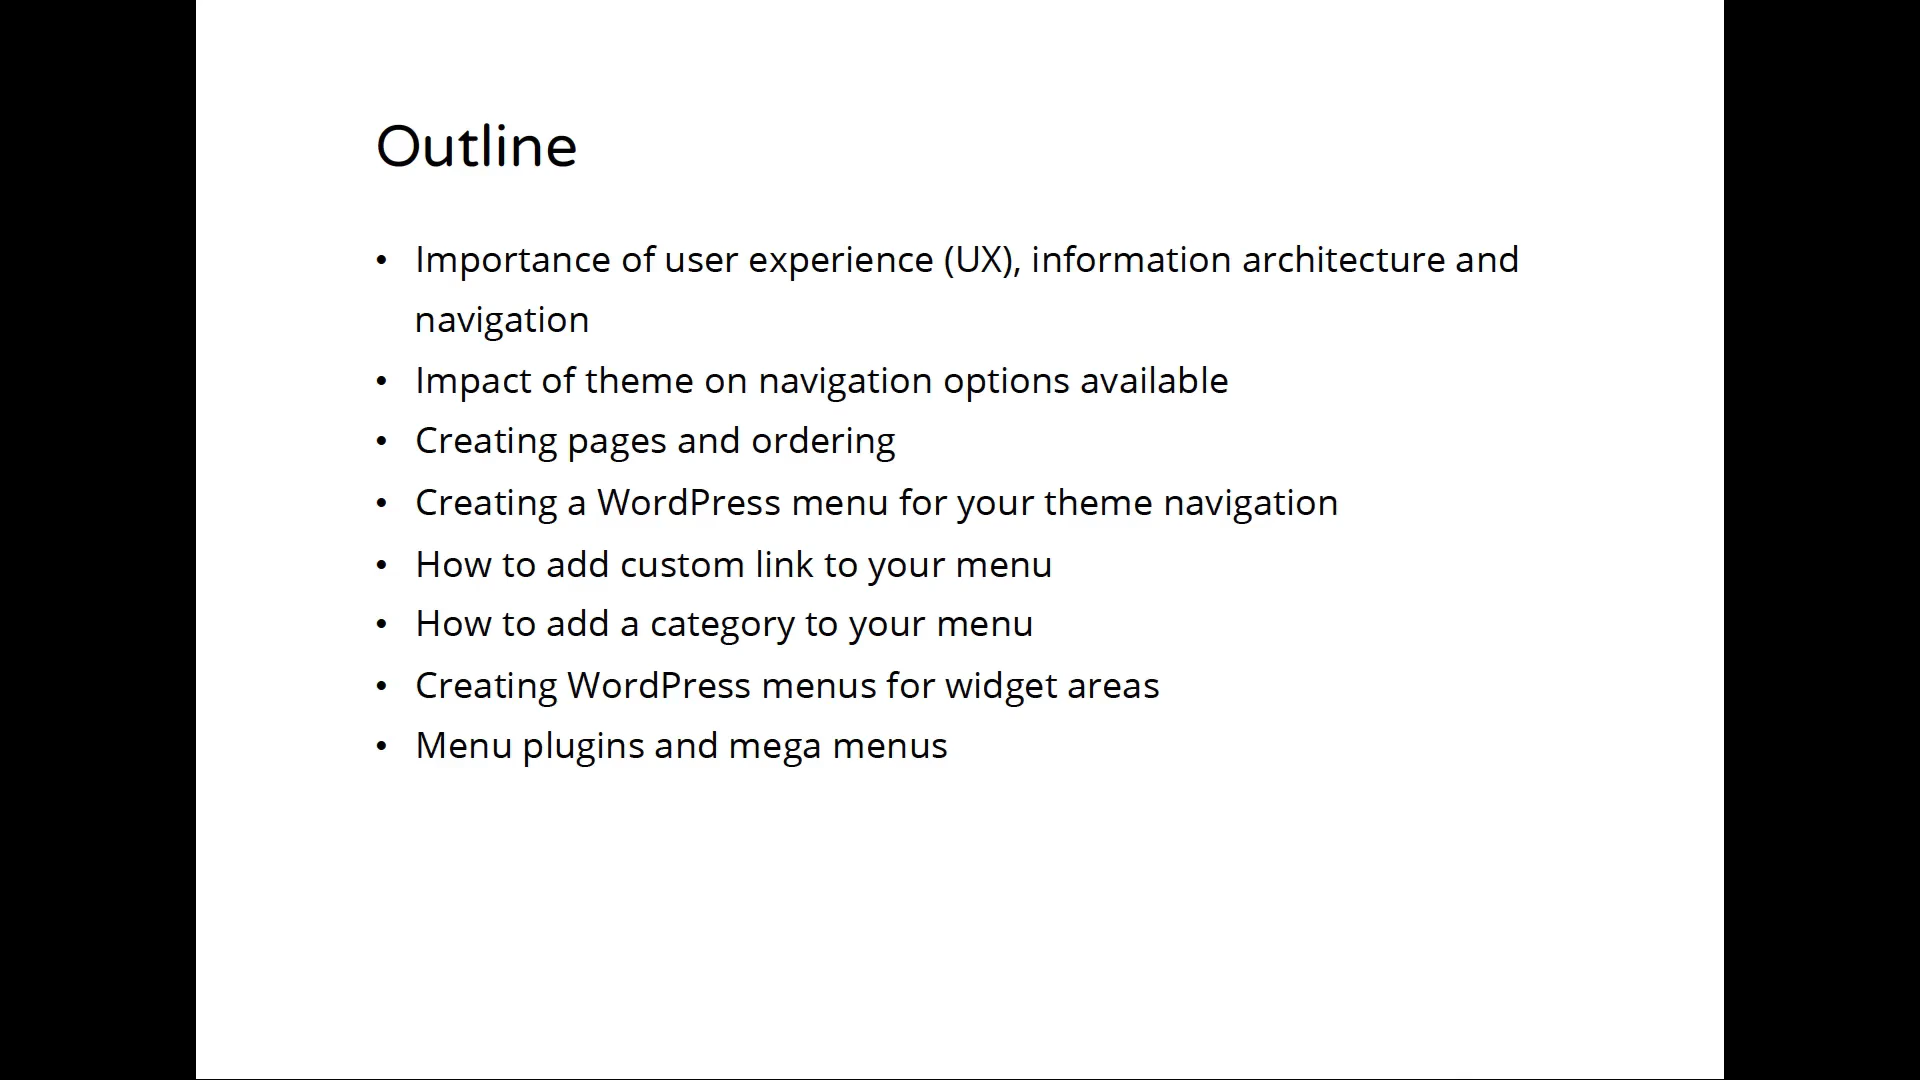 Outline
• Importance of user experience (UX), information architecture and
navigation
• Impact of theme on navigation options available
• Creating pages and ordering
• Creating a WordPress menu for your theme navigation
• How to add custom link to your menu
• How to add a category to your menu
• Creating WordPress menus for widget areas
• Menu plugins and mega menus